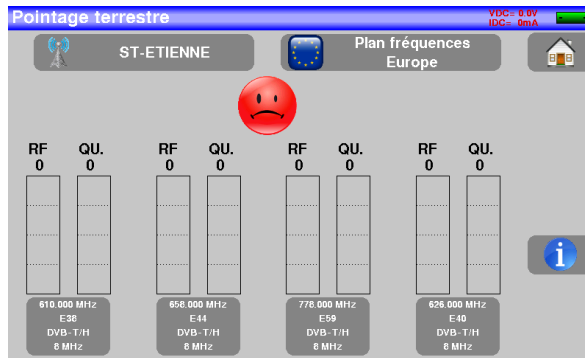 Pointage terrestre
VDC= 0.0V
IDC= 0mA
ST-ETIENNE
Plan fréquences
Europe
RF QU. RF QU. RF QU. RF QU.
0 0 0 0 0 0 0 0
610.000 MHz 658.000 MHz 778.000 MHz 626.000 MHz
E38 E44 E59 E40
DVB-T/H DVB-T/H DVB-T/H DVB-T/H
8 MHz 8 MHz 8 MHz 8 MHz